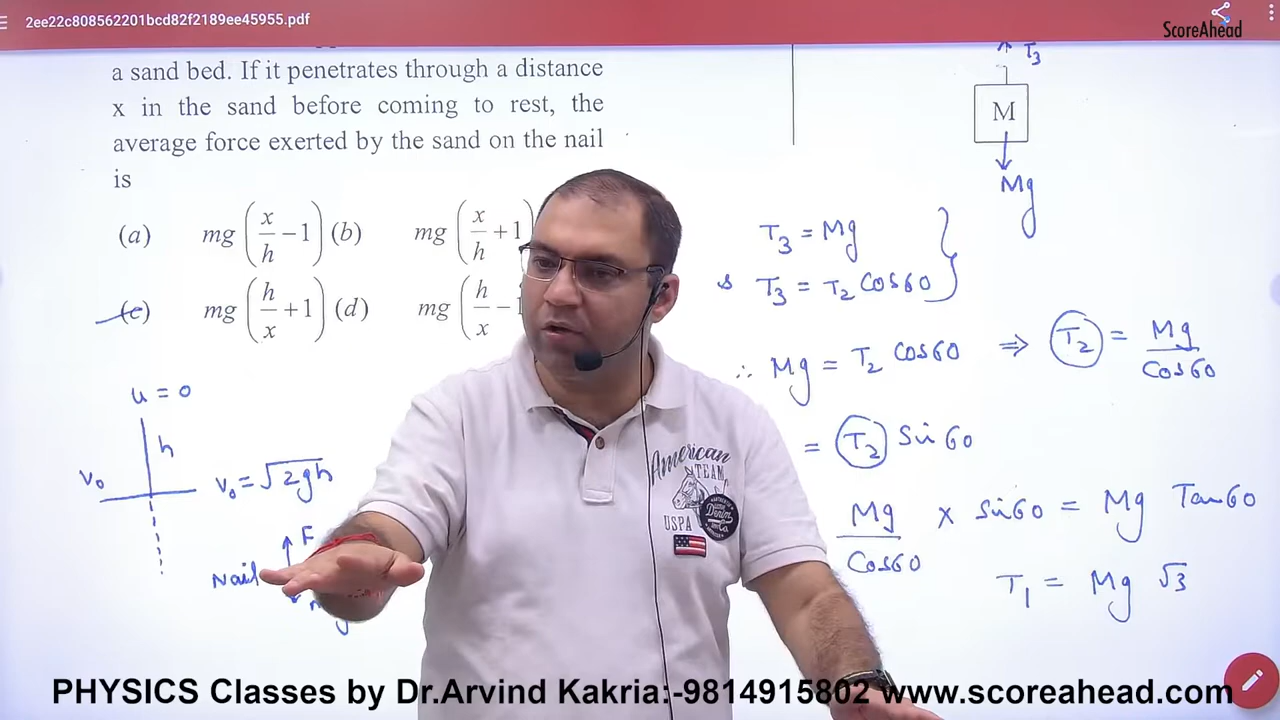 2ee22c808562201bcd82f2189ee45955.pdf
ScoreAhead
a sand bed. If it penetrates through a distance
x in the sand before coming to rest, the
average force exerted by the sand on the nail
is
(a) mg (x/h − 1) (b) mg (x/h + 1
(c) mg (h/x + 1) (d) mg (h/x −
u = 0
h
v₀
v₀ = √2gh
F
Nail
T₃
M
Mg
T₃ = Mg
& T₃ = T₂ Cos60
∴ Mg = T₂ Cos60 ⇒ T₂ = Mg/Cos60
= T₂ Sin60
Mg/Cos60 × sin60 = Mg Tan60
T₁ = Mg √3
American
TEAM
USPA
PHYSICS Classes by Dr.Arvind Kakria:-9814915802 www.scoreahead.com